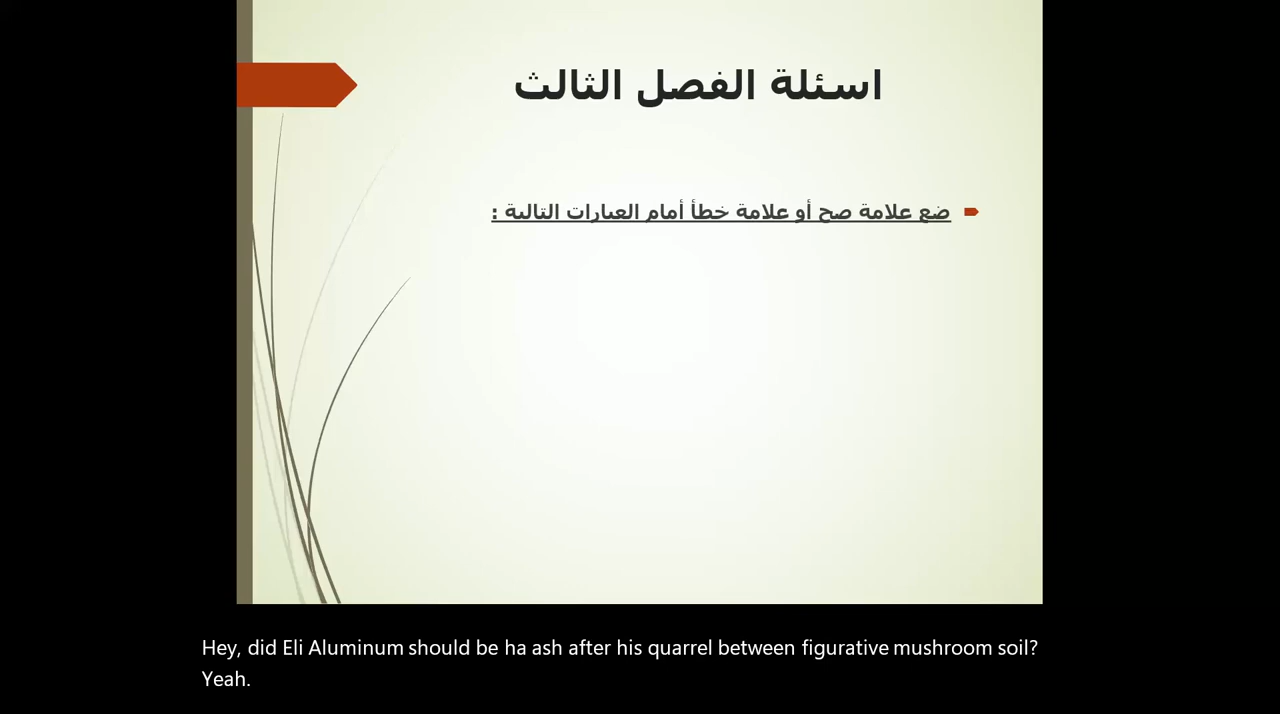 اسئلة الفصل الثالث
ضع علامة صح أو علامة خطأ أمام العبارات التالية :
Hey, did Eli Aluminum should be ha ash after his quarrel between figurative mushroom soil?
Yeah.